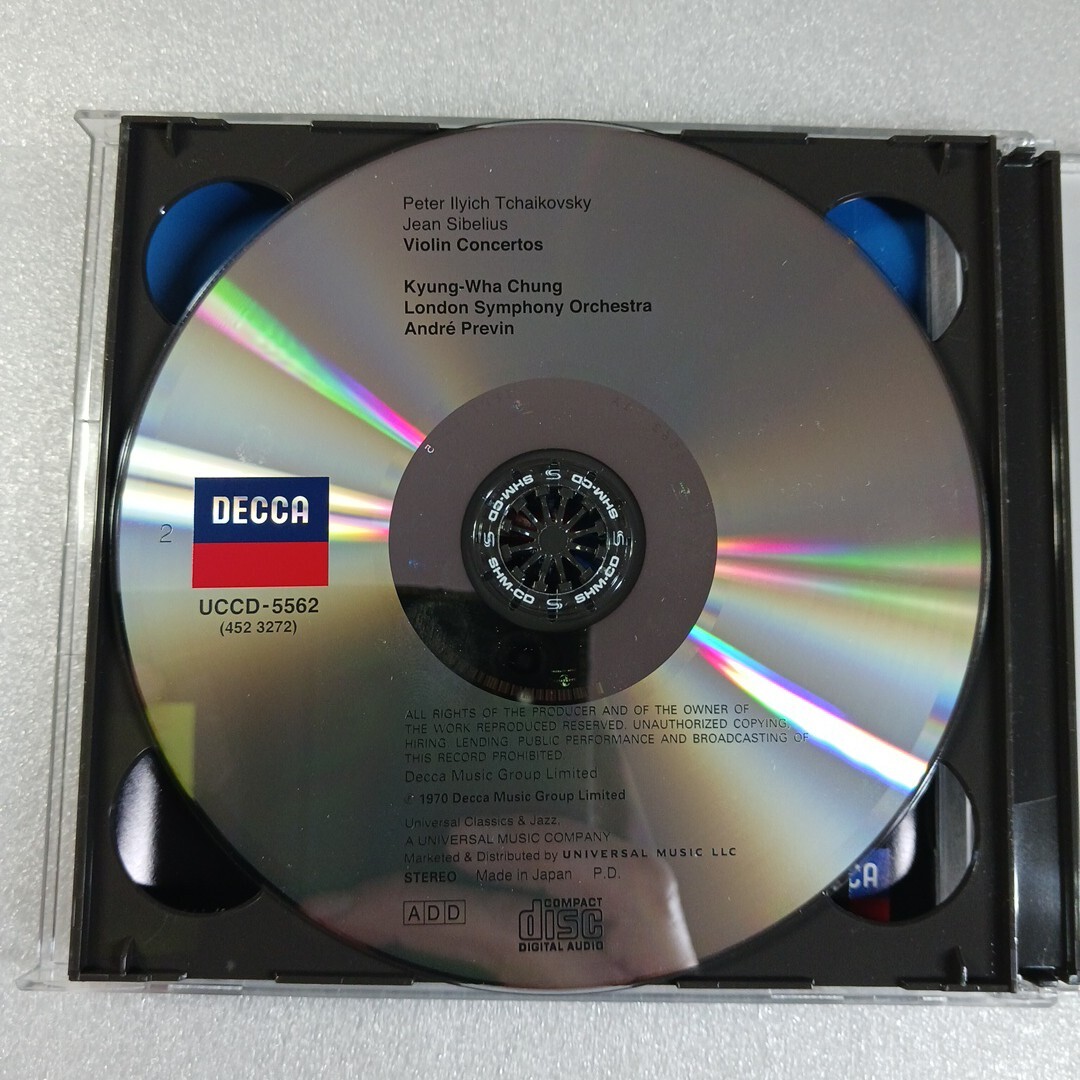 Peter Ilyich Tchaikovsky
Jean Sibelius
Violin Concertos
Kyung-Wha Chung
London Symphony Orchestra
André Previn
SHM-CD
SHM-CD
SHM-CD
SHM-CD
2
DECCA
UCCD-5562
(452 3272)
ALL RIGHTS OF THE PRODUCER AND OF THE OWNER OF
THE WORK REPRODUCED RESERVED. UNAUTHORIZED COPYING,
HIRING, LENDING, PUBLIC PERFORMANCE AND BROADCASTING OF
THIS RECORD PROHIBITED.
Decca Music Group Limited
℗ 1970 Decca Music Group Limited
Universal Classics & Jazz.
A UNIVERSAL MUSIC COMPANY
Marketed & Distributed by UNIVERSAL MUSIC LLC
STEREO Made in Japan P.D.
ADD
COMPACT
disc
DIGITAL AUDIO
CA